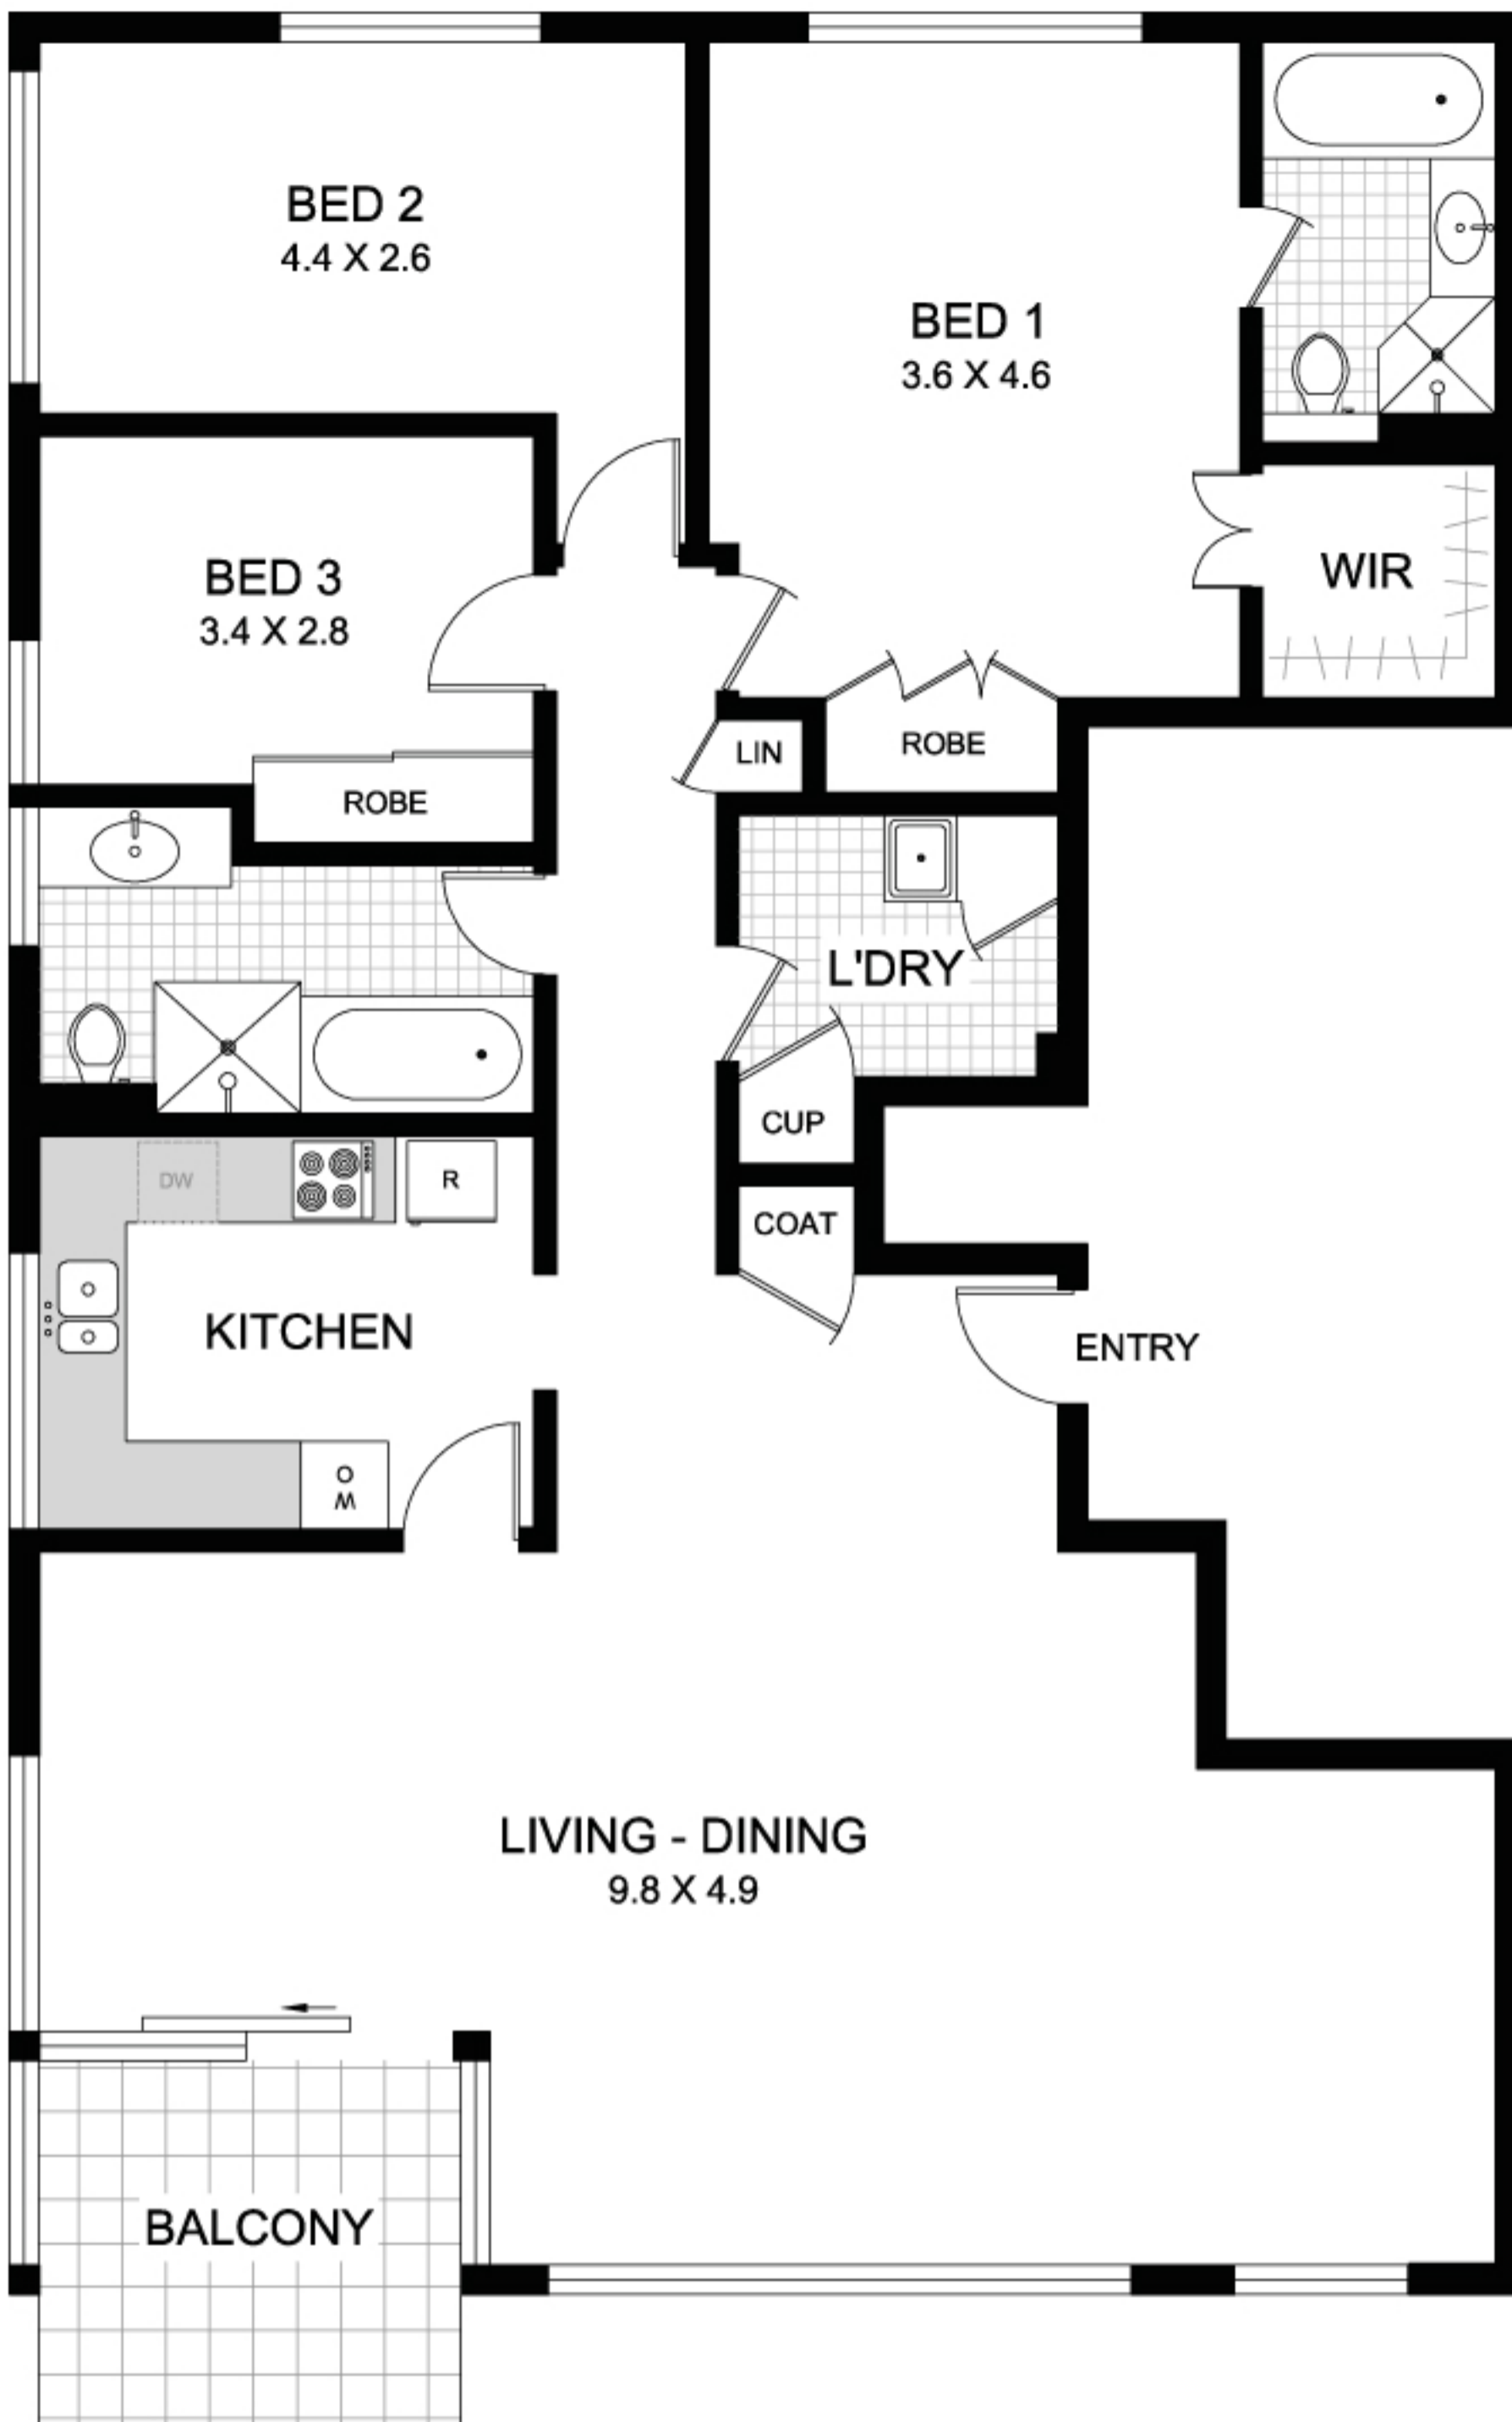 BED 2
4.4 X 2.6
BED 1
3.6 X 4.6
BED 3
3.4 X 2.8
WIR
LIN
ROBE
ROBE
L'DRY
CUP
DW
R
COAT
KITCHEN
ENTRY
O
W
LIVING - DINING
9.8 X 4.9
BALCONY